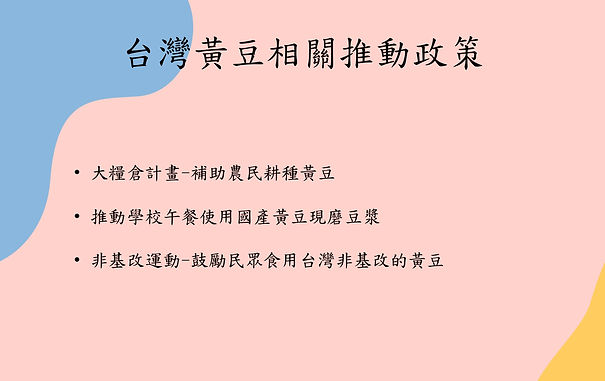 台灣黃豆相關推動政策
• 大糧倉計畫-補助農民耕種黃豆
• 推動學校午餐使用國產黃豆現磨豆漿
• 非基改運動-鼓勵民眾食用台灣非基改的黃豆